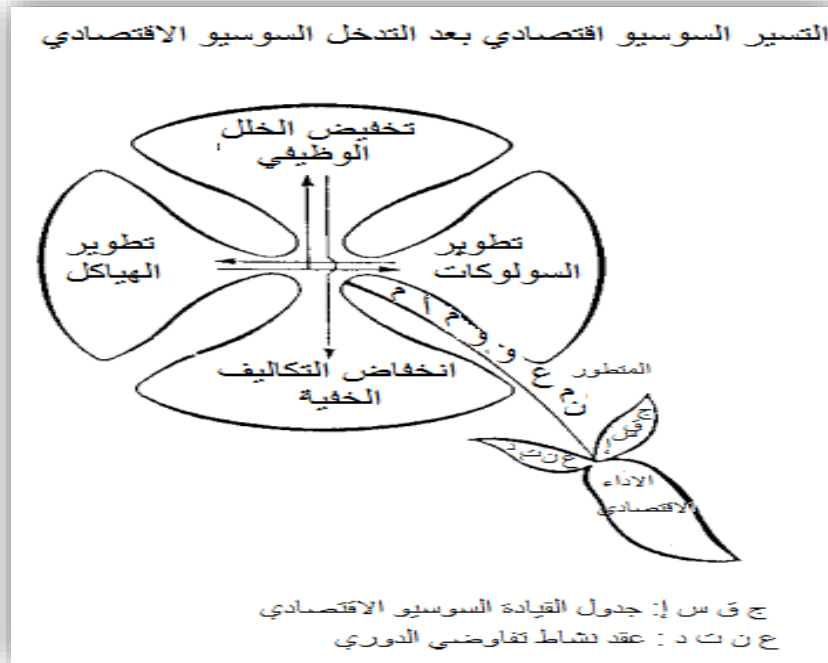 التسير السوسيو اقتصادي بعد التدخل السوسيو الاقتصادي
تخفيض الخلل
الوظيفي
تطوير
السولوكات
تطوير
الهياكل
انخفاض التكاليف
الخفية
م أ م و و ع م ن
المتطور
ج ق س إ
ع ن ت د
الاداء
الاقتصادي
ج ق س إ: جدول القيادة السوسيو الاقتصادي
ع ن ت د : عقد نشاط تفاوضي الدوري